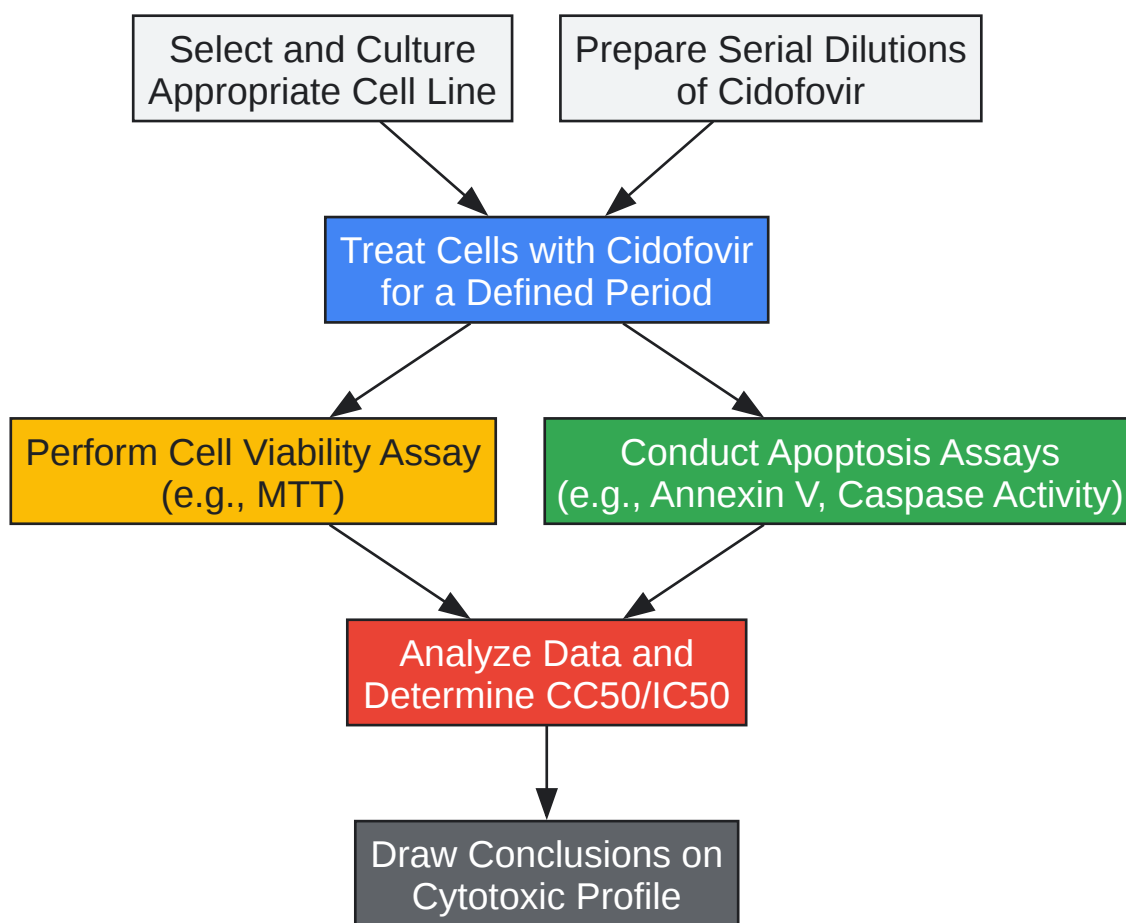 Select and Culture
Appropriate Cell Line
Prepare Serial Dilutions
of Cidofovir
Treat Cells with Cidofovir
for a Defined Period
Perform Cell Viability Assay
(e.g., MTT)
Conduct Apoptosis Assays
(e.g., Annexin V, Caspase Activity)
Analyze Data and
Determine CC50/IC50
Draw Conclusions on
Cytotoxic Profile